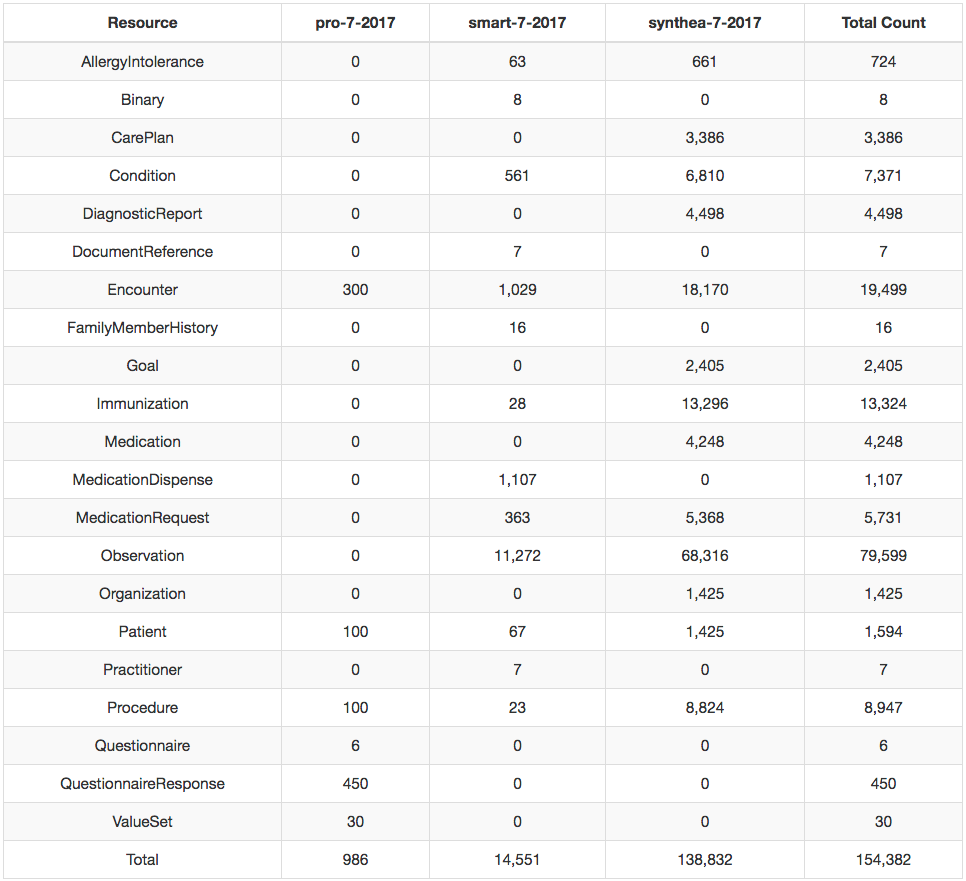 Resource pro-7-2017 smart-7-2017 synthea-7-2017 Total Count
AllergyIntolerance 0 63 661 724
Binary 0 8 0 8
CarePlan 0 0 3,386 3,386
Condition 0 561 6,810 7,371
DiagnosticReport 0 0 4,498 4,498
DocumentReference 0 7 0 7
Encounter 300 1,029 18,170 19,499
FamilyMemberHistory 0 16 0 16
Goal 0 0 2,405 2,405
Immunization 0 28 13,296 13,324
Medication 0 0 4,248 4,248
MedicationDispense 0 1,107 0 1,107
MedicationRequest 0 363 5,368 5,731
Observation 0 11,272 68,316 79,599
Organization 0 0 1,425 1,425
Patient 100 67 1,425 1,594
Practitioner 0 7 0 7
Procedure 100 23 8,824 8,947
Questionnaire 6 0 0 6
QuestionnaireResponse 450 0 0 450
ValueSet 30 0 0 30
Total 986 14,551 138,832 154,382